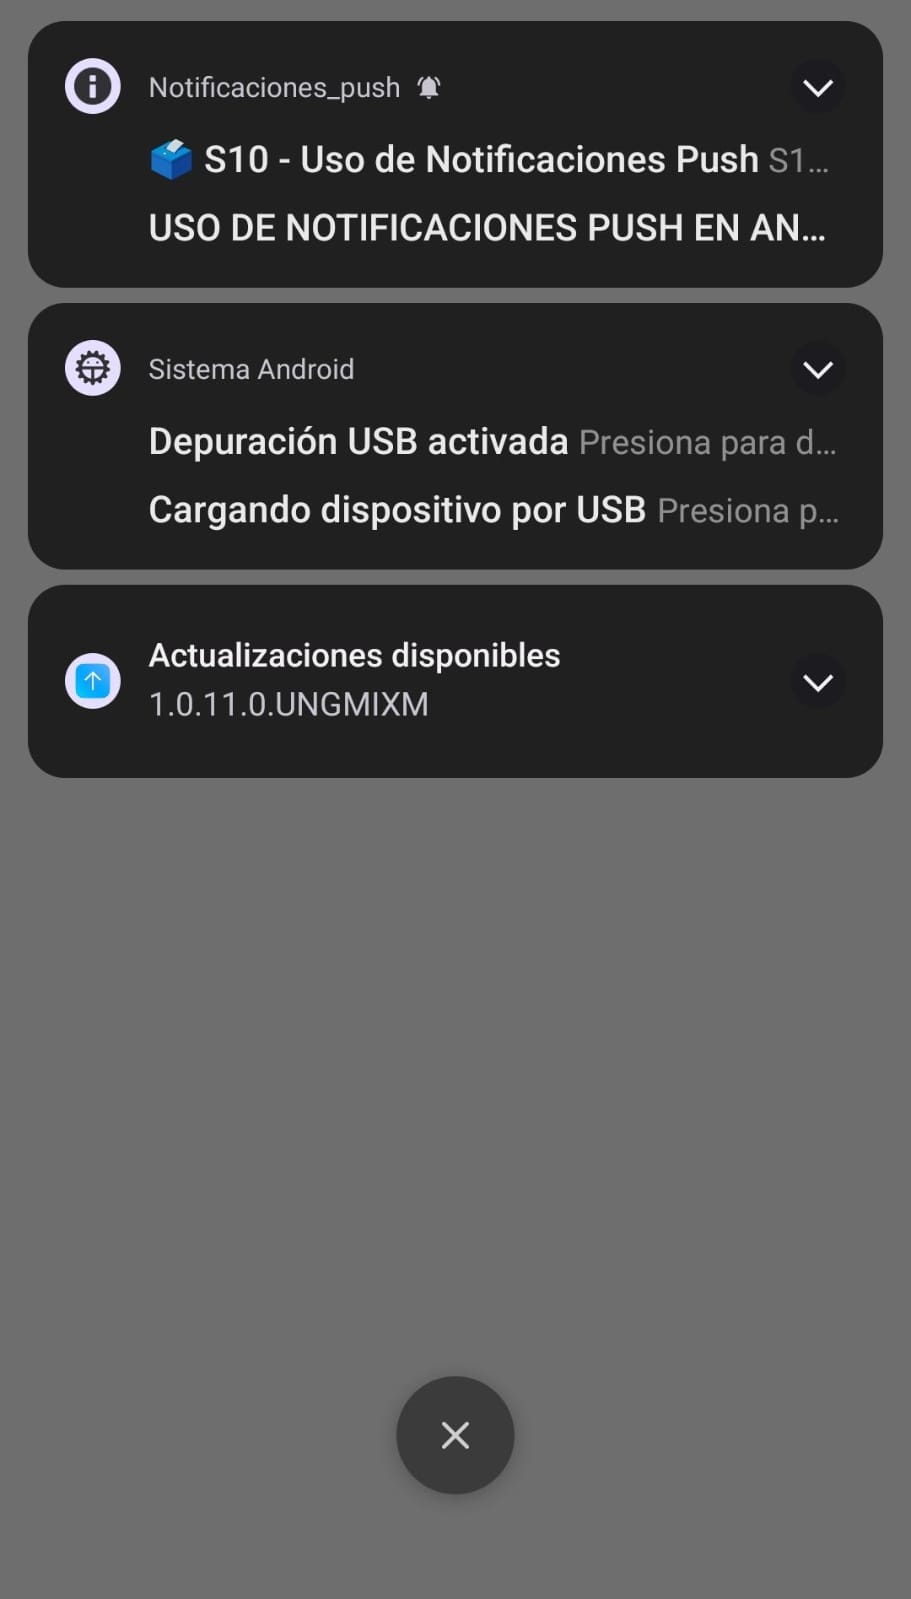 Notificaciones_push
S10 - Uso de Notificaciones Push S1...
USO DE NOTIFICACIONES PUSH EN AN...
Sistema Android
Depuración USB activada Presiona para d...
Cargando dispositivo por USB Presiona p...
Actualizaciones disponibles
1.0.11.0.UNGMIXM